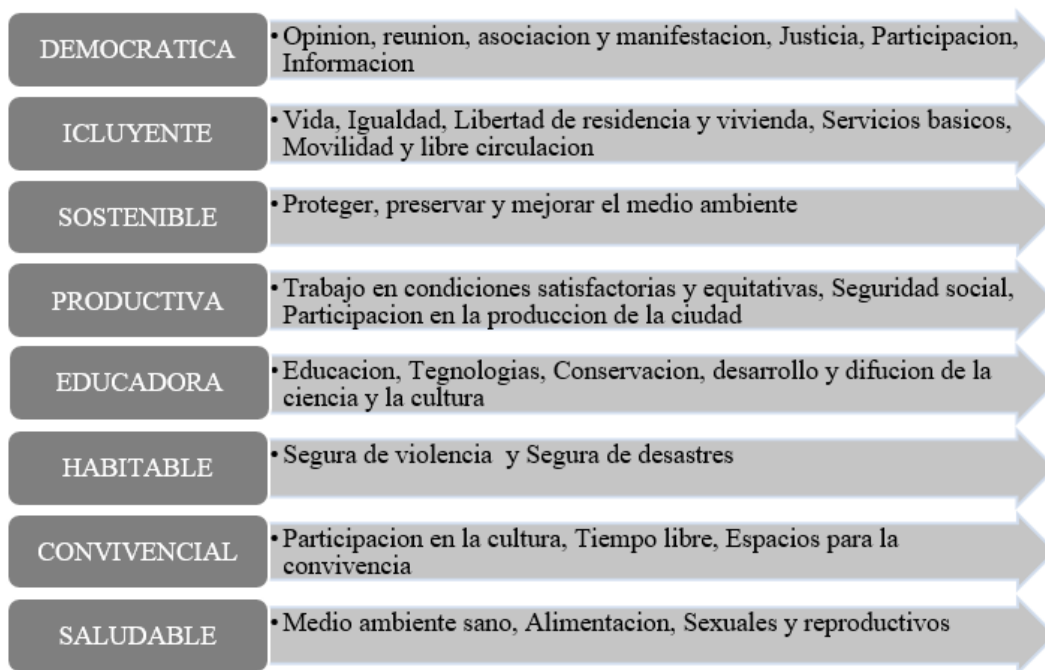 DEMOCRATICA
• Opinion, reunion, asociacion y manifestacion, Justicia, Participacion,
Informacion
ICLUYENTE
• Vida, Igualdad, Libertad de residencia y vivienda, Servicios basicos,
Movilidad y libre circulacion
SOSTENIBLE
• Proteger, preservar y mejorar el medio ambiente
PRODUCTIVA
• Trabajo en condiciones satisfactorias y equitativas, Seguridad social,
Participacion en la produccion de la ciudad
EDUCADORA
• Educacion, Tegnologias, Conservacion, desarrollo y difucion de la
ciencia y la cultura
HABITABLE
• Segura de violencia  y Segura de desastres
CONVIVENCIAL
• Participacion en la cultura, Tiempo libre, Espacios para la
convivencia
SALUDABLE
• Medio ambiente sano, Alimentacion, Sexuales y reproductivos